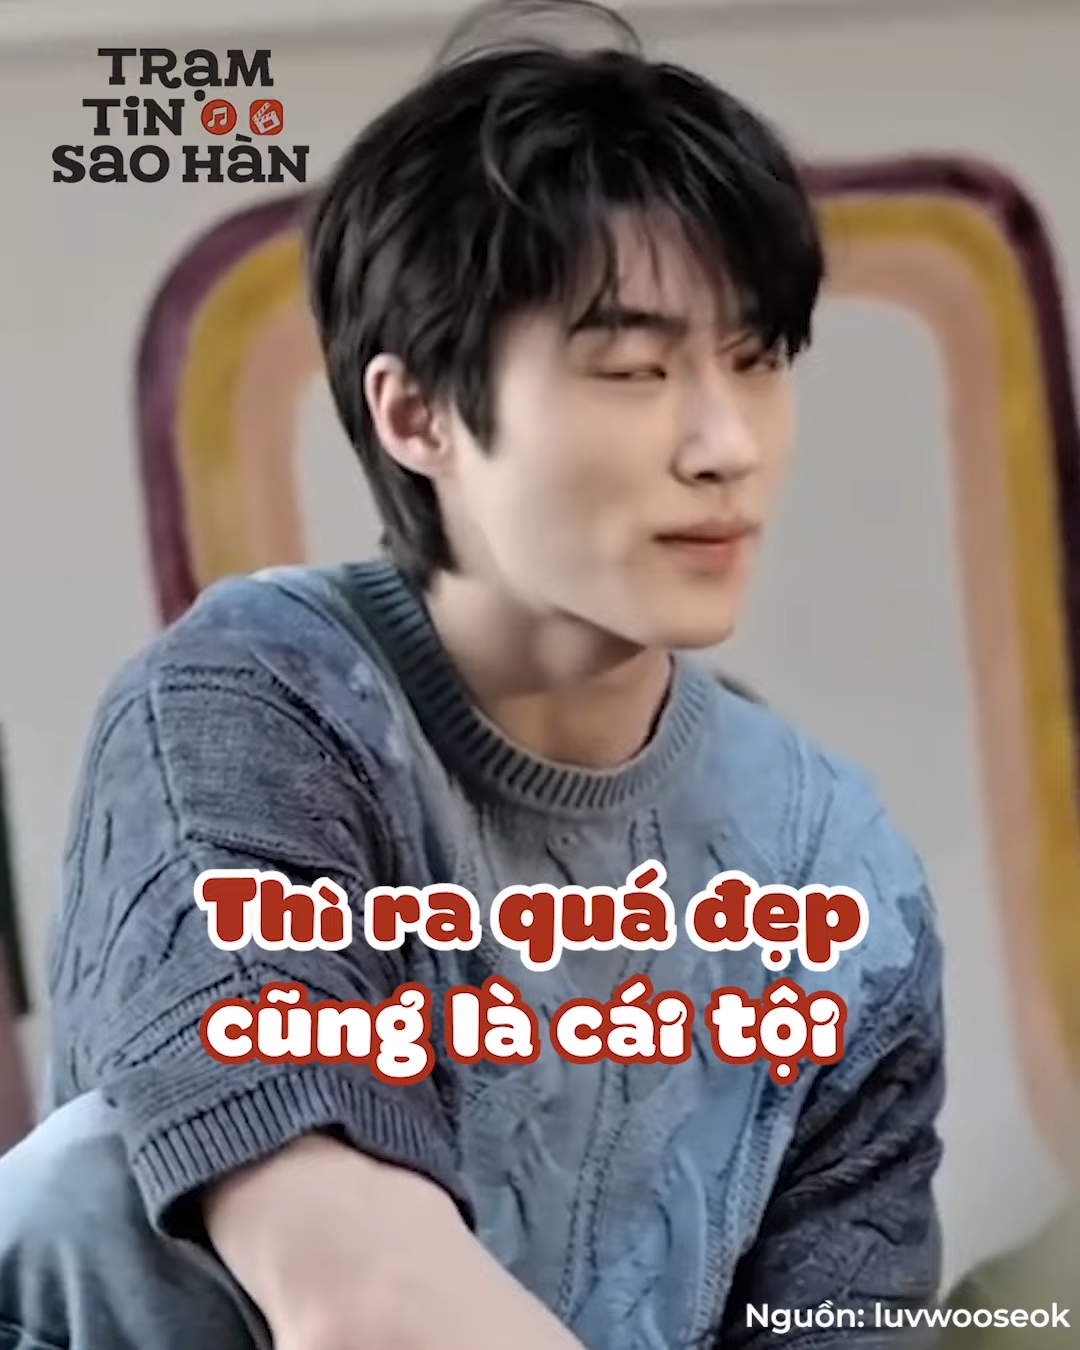 TRẠM
TiN
SAO HÀN
Thì ra quá đẹp
cũng là cái tội
Nguồn: luvwooseok